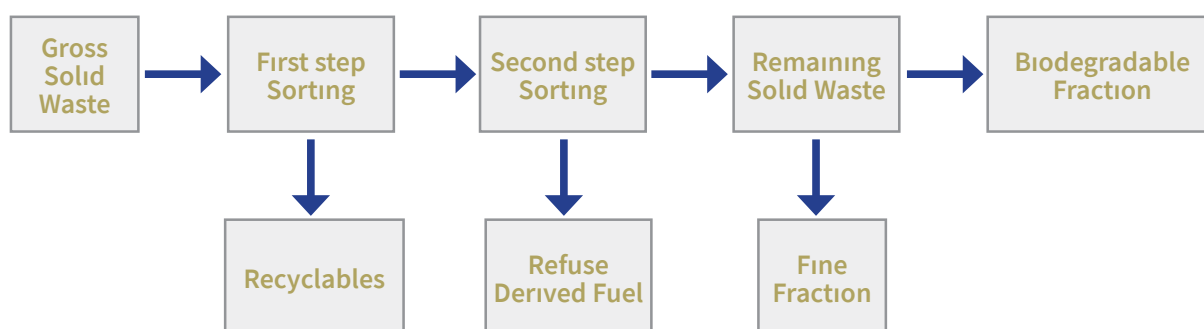 Gross
Solid
Waste
First step
Sorting
Second step
Sorting
Remaining
Solid Waste
Biodegradable
Fraction
Recyclables
Refuse
Derived Fuel
Fine
Fraction